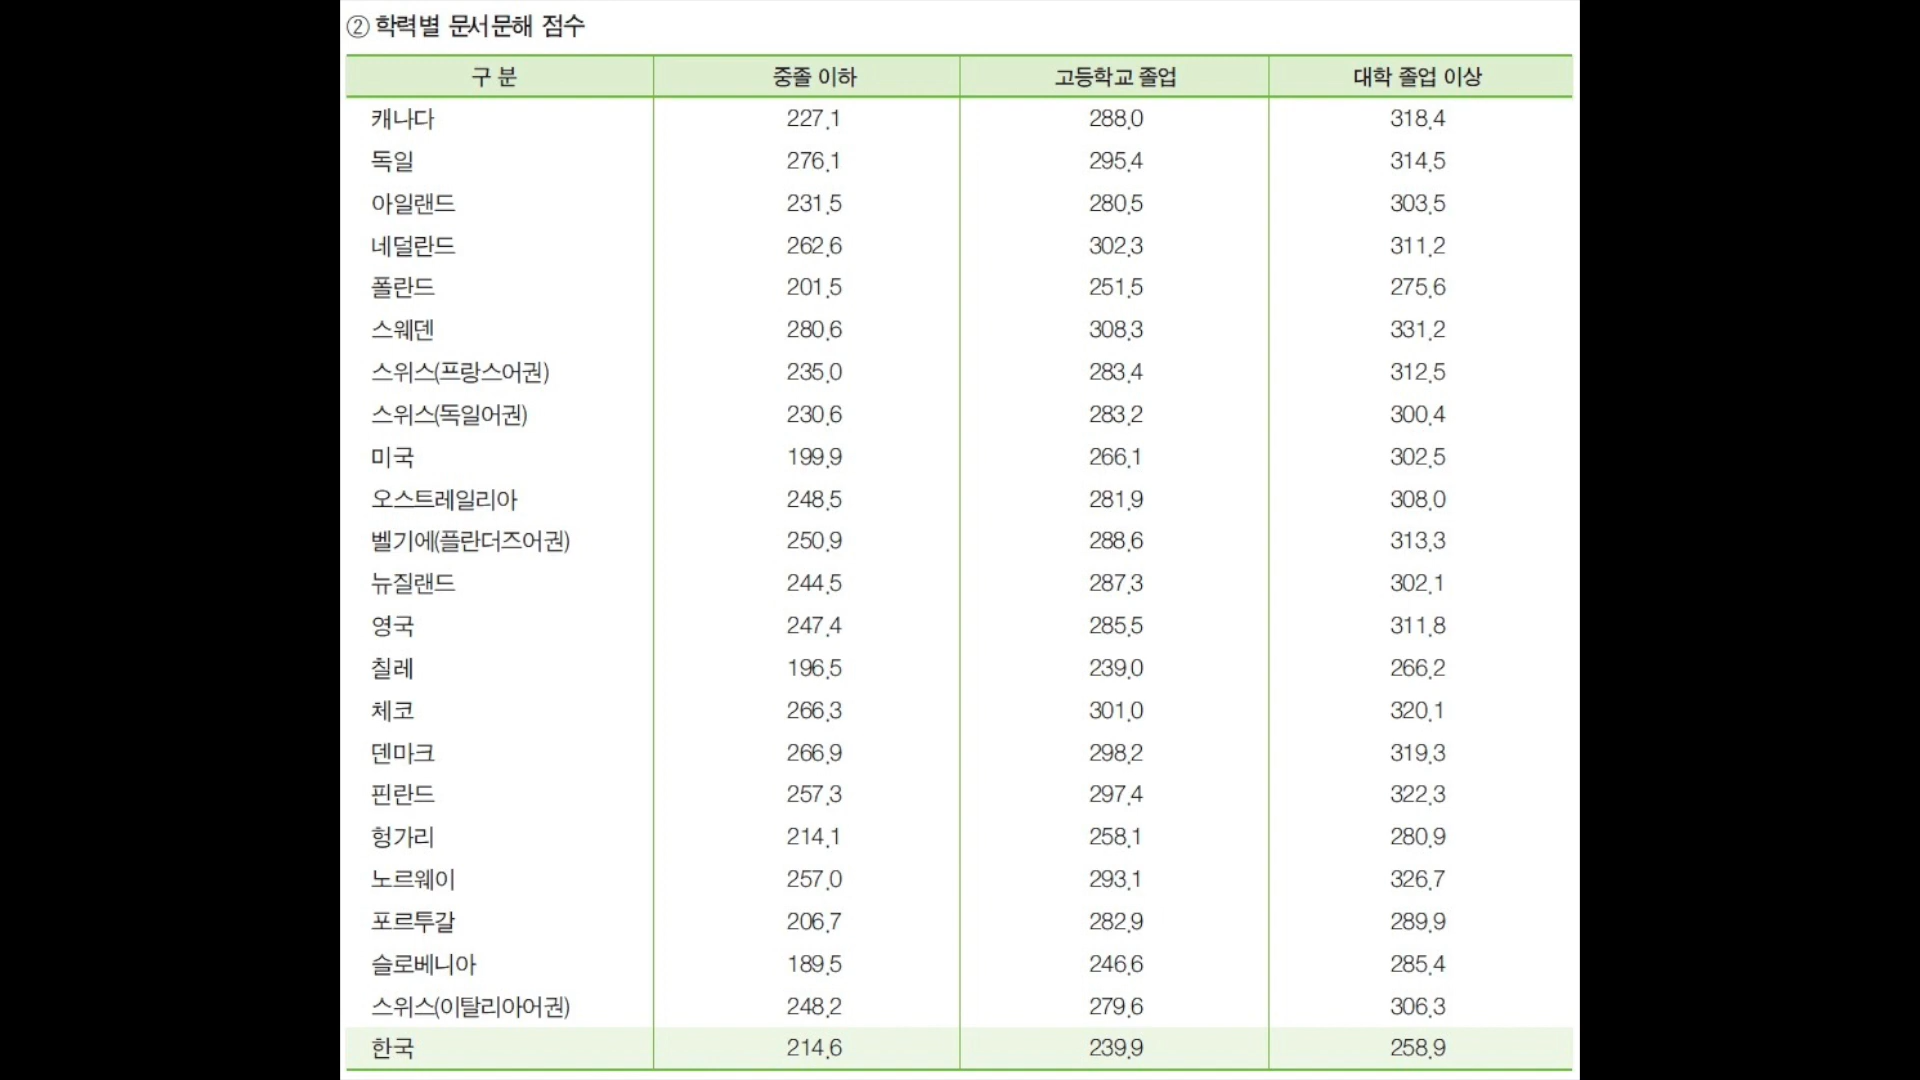 ② 학력별 문서문해 점수
구 분 중졸 이하 고등학교 졸업 대학 졸업 이상
캐나다 227.1 288.0 318.4
독일 276.1 295.4 314.5
아일랜드 231.5 280.5 303.5
네덜란드 262.6 302.3 311.2
폴란드 201.5 251.5 275.6
스웨덴 280.6 308.3 331.2
스위스(프랑스어권) 235.0 283.4 312.5
스위스(독일어권) 230.6 283.2 300.4
미국 199.9 266.1 302.5
오스트레일리아 248.5 281.9 308.0
벨기에(플란더즈어권) 250.9 288.6 313.3
뉴질랜드 244.5 287.3 302.1
영국 247.4 285.5 311.8
칠레 196.5 239.0 266.2
체코 266.3 301.0 320.1
덴마크 266.9 298.2 319.3
핀란드 257.3 297.4 322.3
헝가리 214.1 258.1 280.9
노르웨이 257.0 293.1 326.7
포르투갈 206.7 282.9 289.9
슬로베니아 189.5 246.6 285.4
스위스(이탈리아어권) 248.2 279.6 306.3
한국 214.6 239.9 258.9